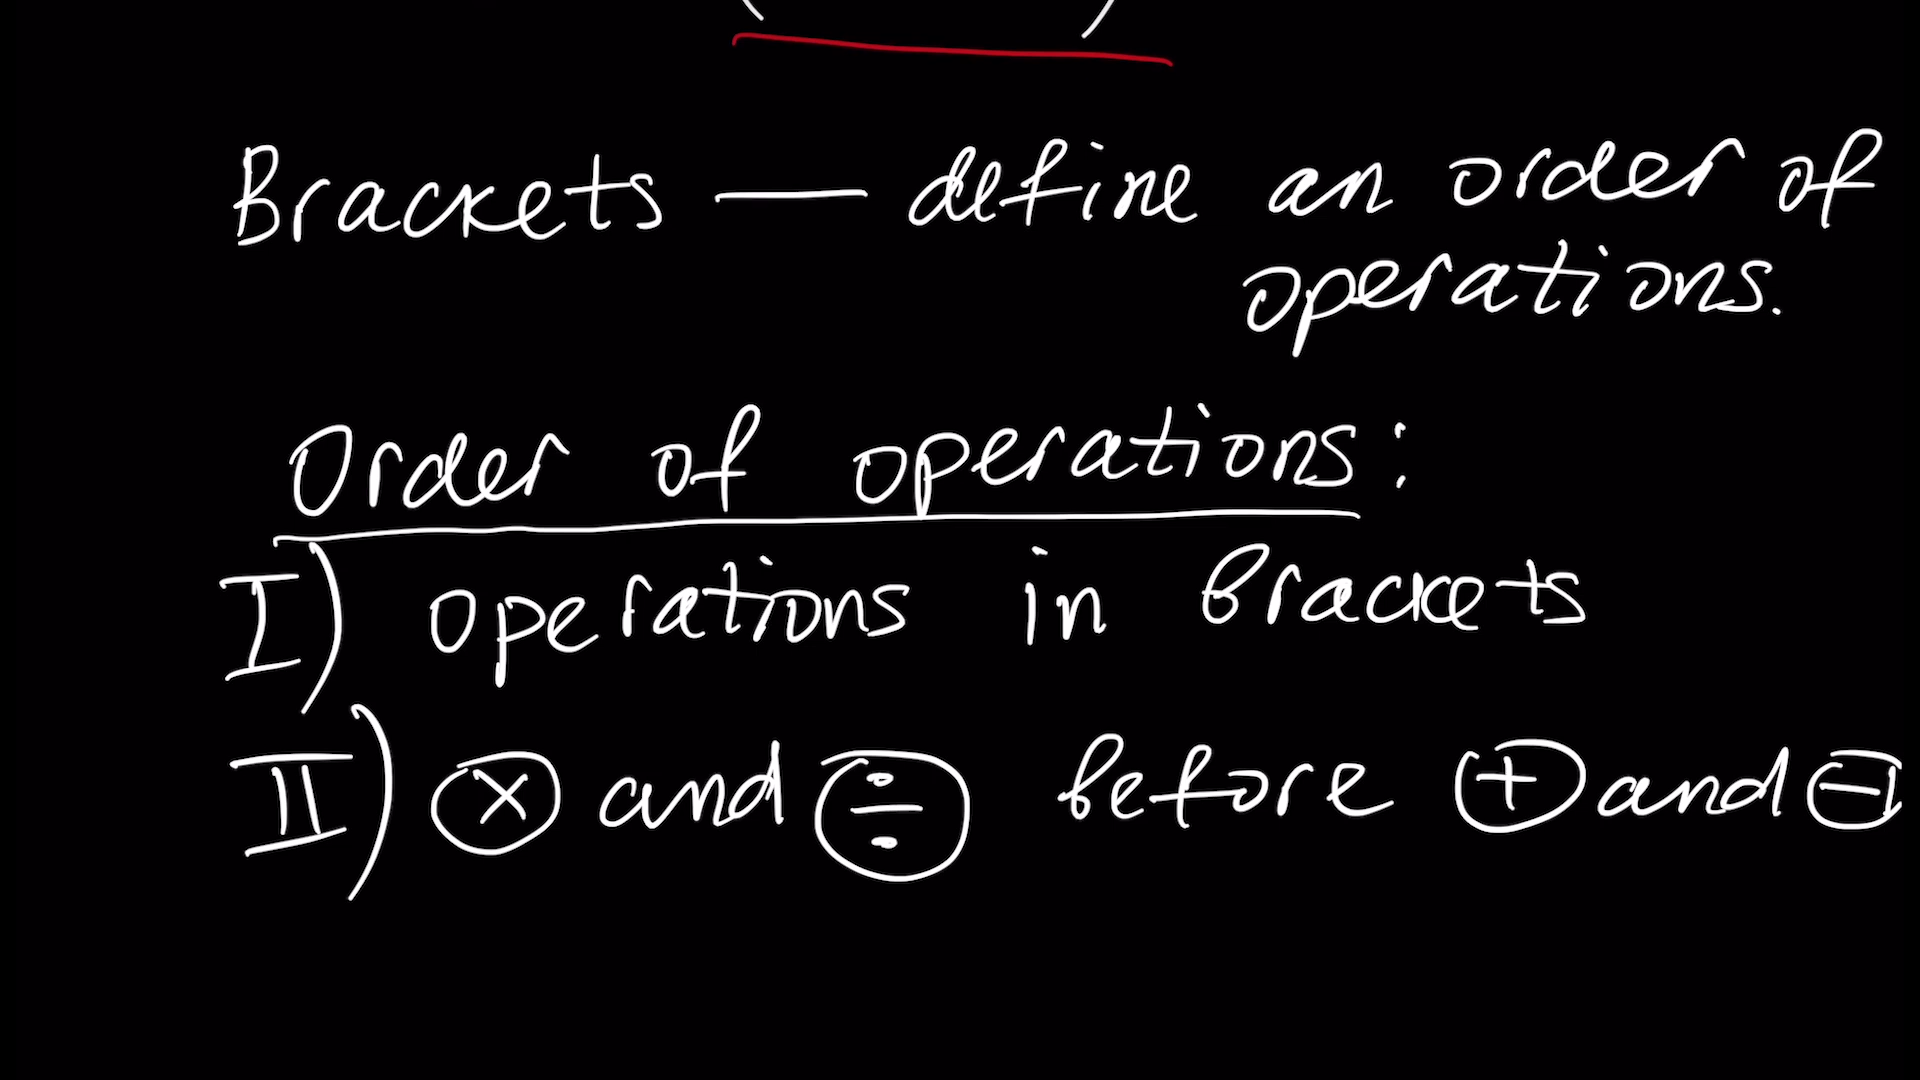 Brackets — define an order of
operations.
Order of operations:
I) operations in brackets
II) × and ÷ before + and -